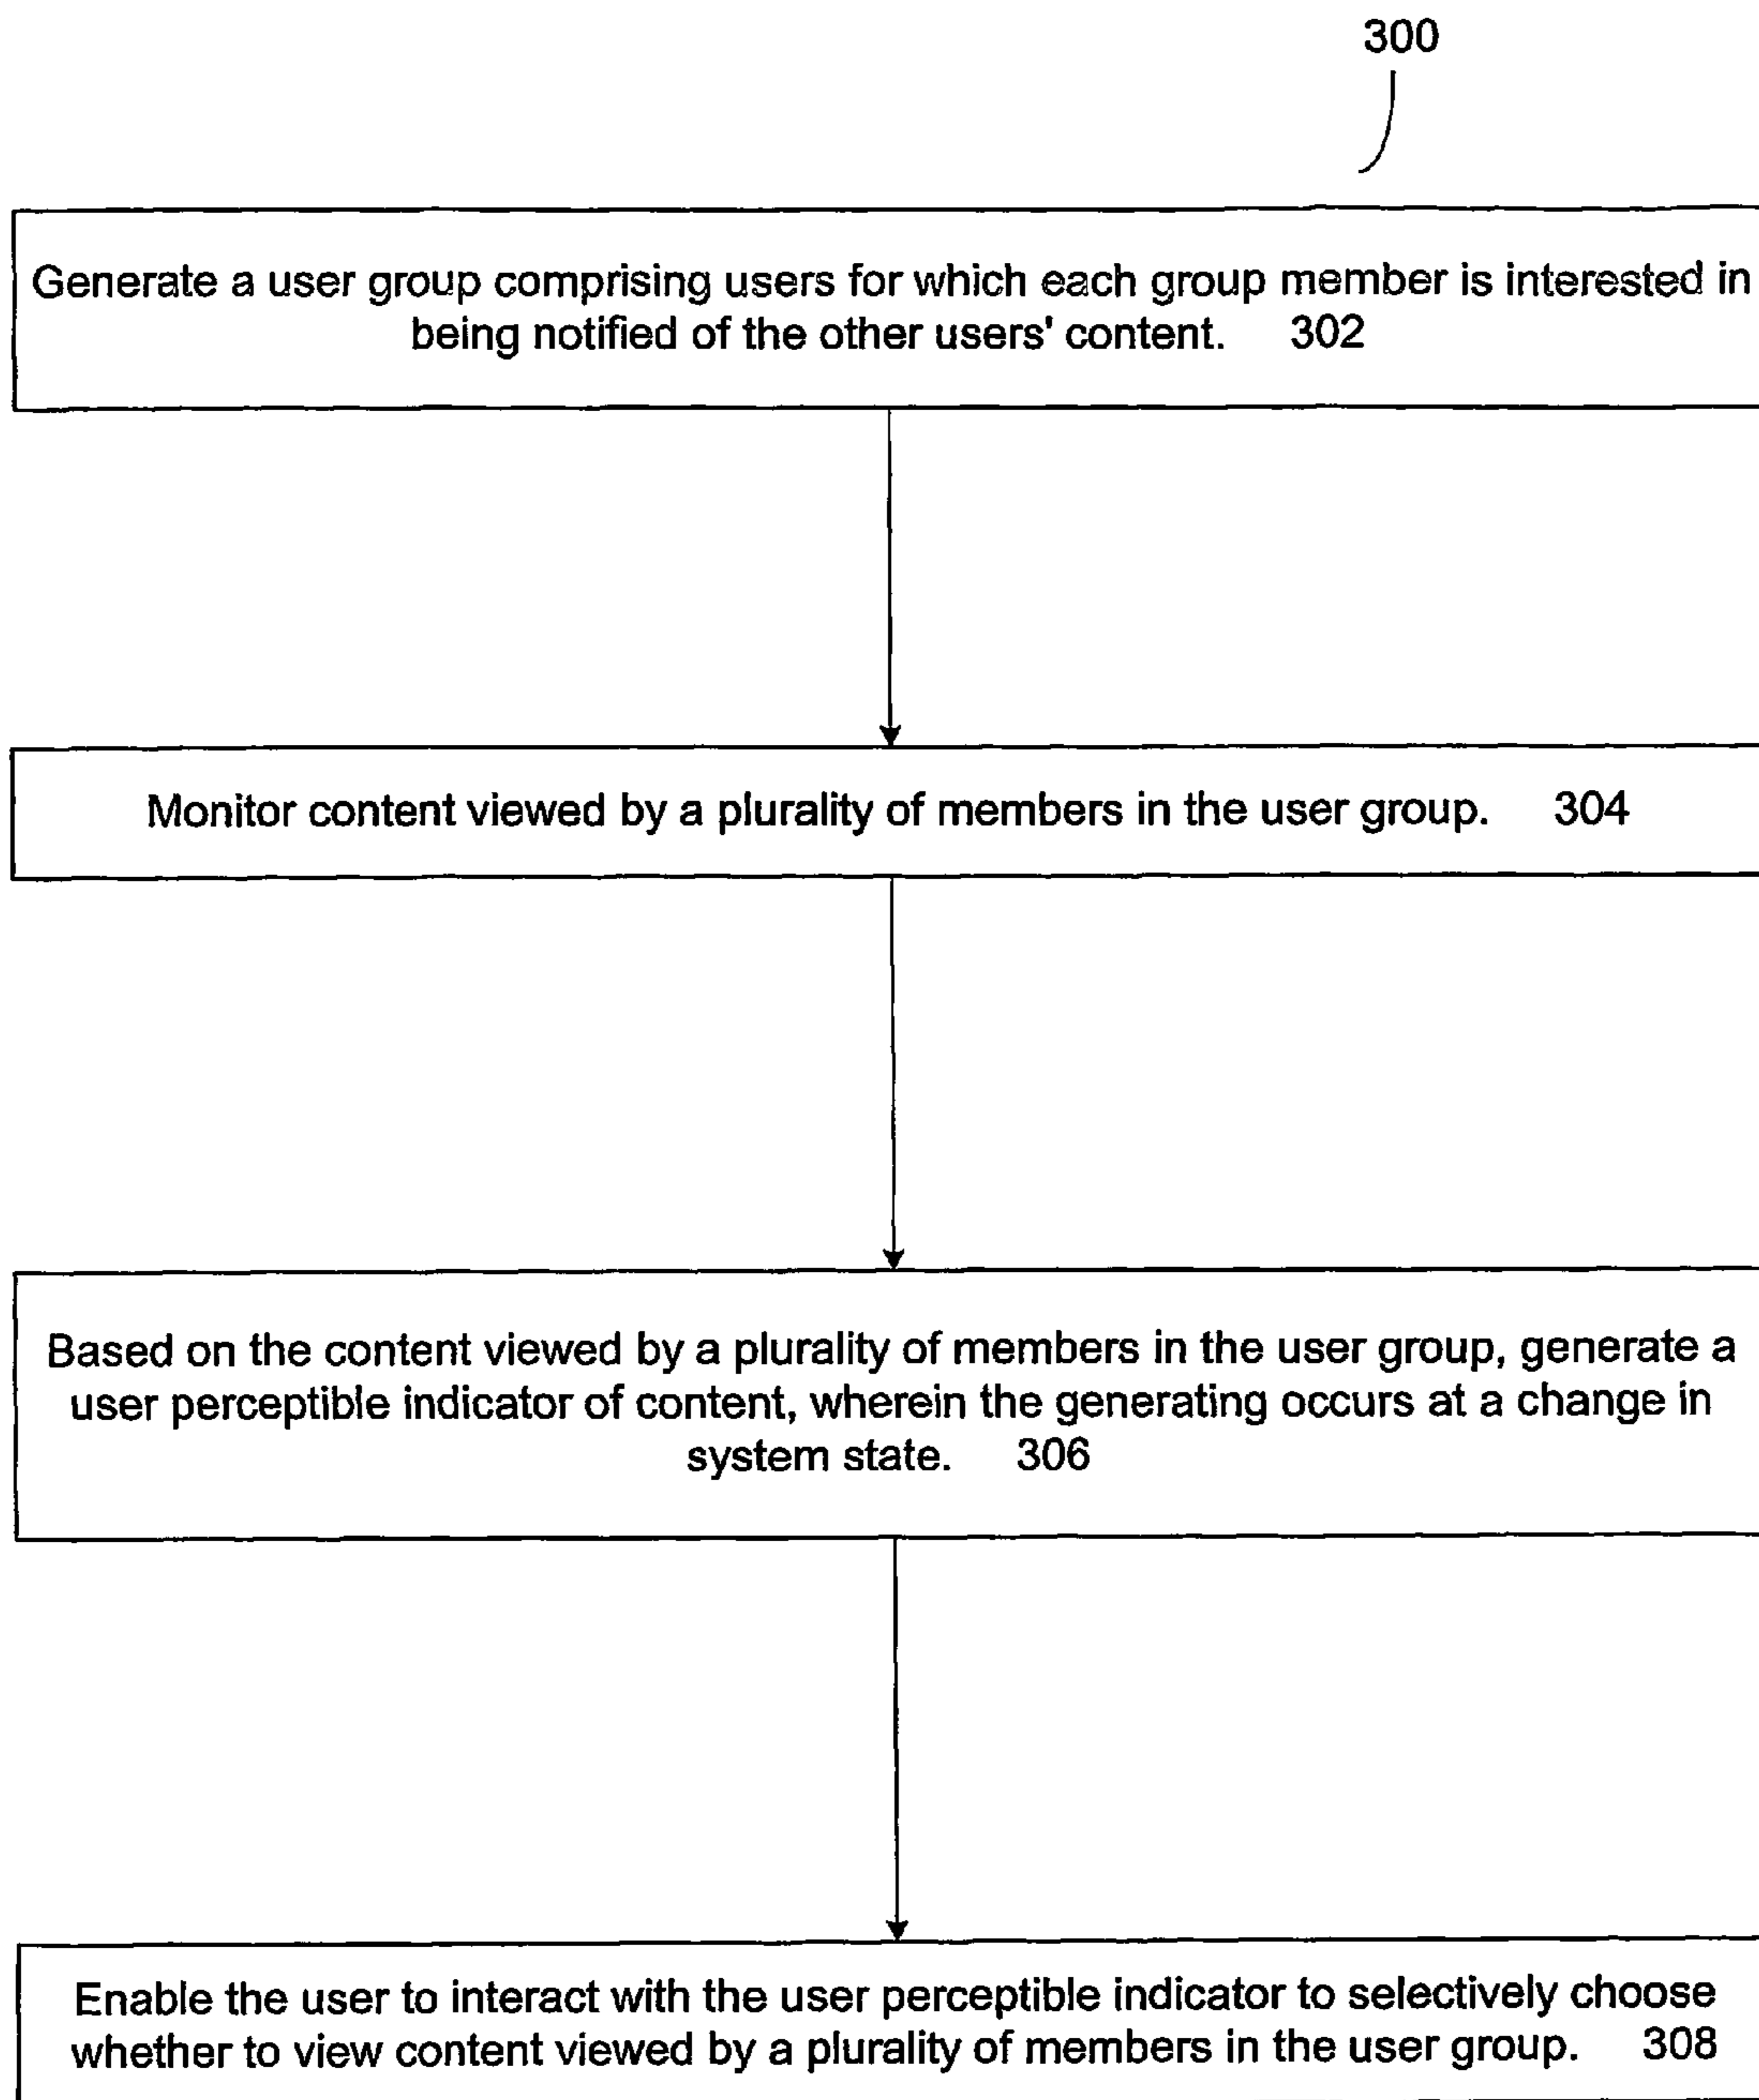 300
Generate a user group comprising users for which each group member is interested in
being notified of the other users' content. 302
Monitor content viewed by a plurality of members in the user group. 304
Based on the content viewed by a plurality of members in the user group, generate a
user perceptible indicator of content, wherein the generating occurs at a change in
system state. 306
Enable the user to interact with the user perceptible indicator to selectively choose
whether to view content viewed by a plurality of members in the user group. 308